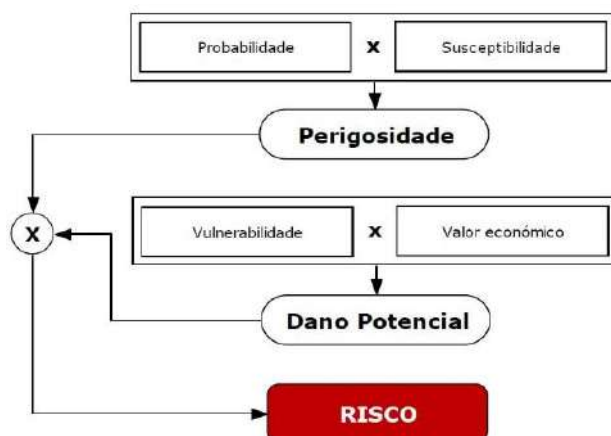 Probabilidade x Susceptibilidade
Perigosidade
X
Vulnerabilidade x Valor económico
Dano Potencial
RISCO